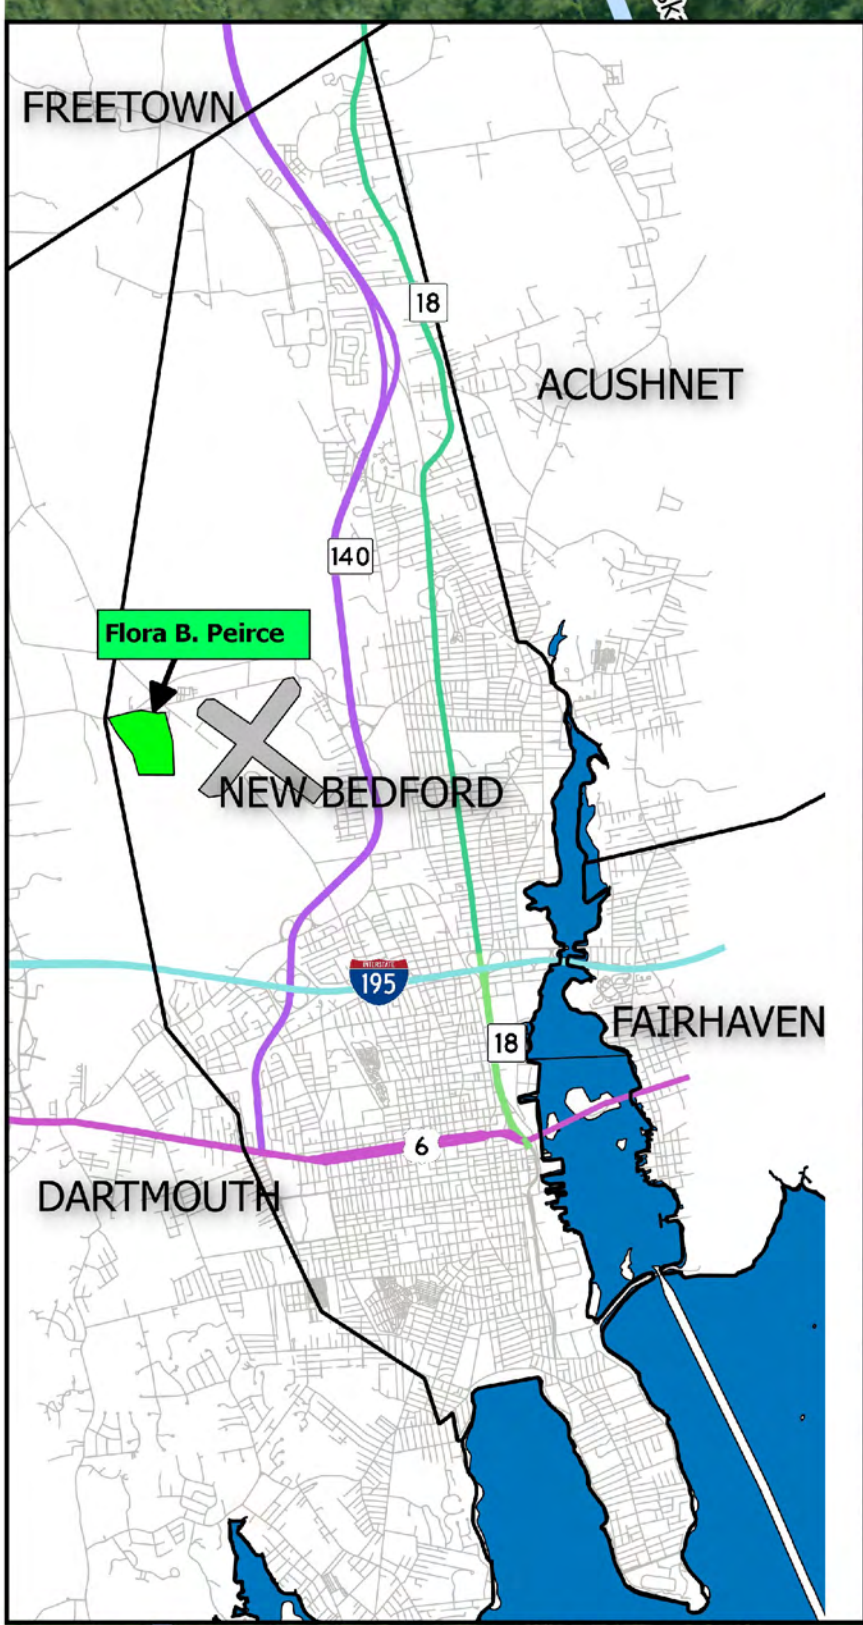 FREETOWN
18
ACUSHNET
140
Flora B. Peirce
NEW BEDFORD
INTERSTATE
195
FAIRHAVEN
18
6
DARTMOUTH